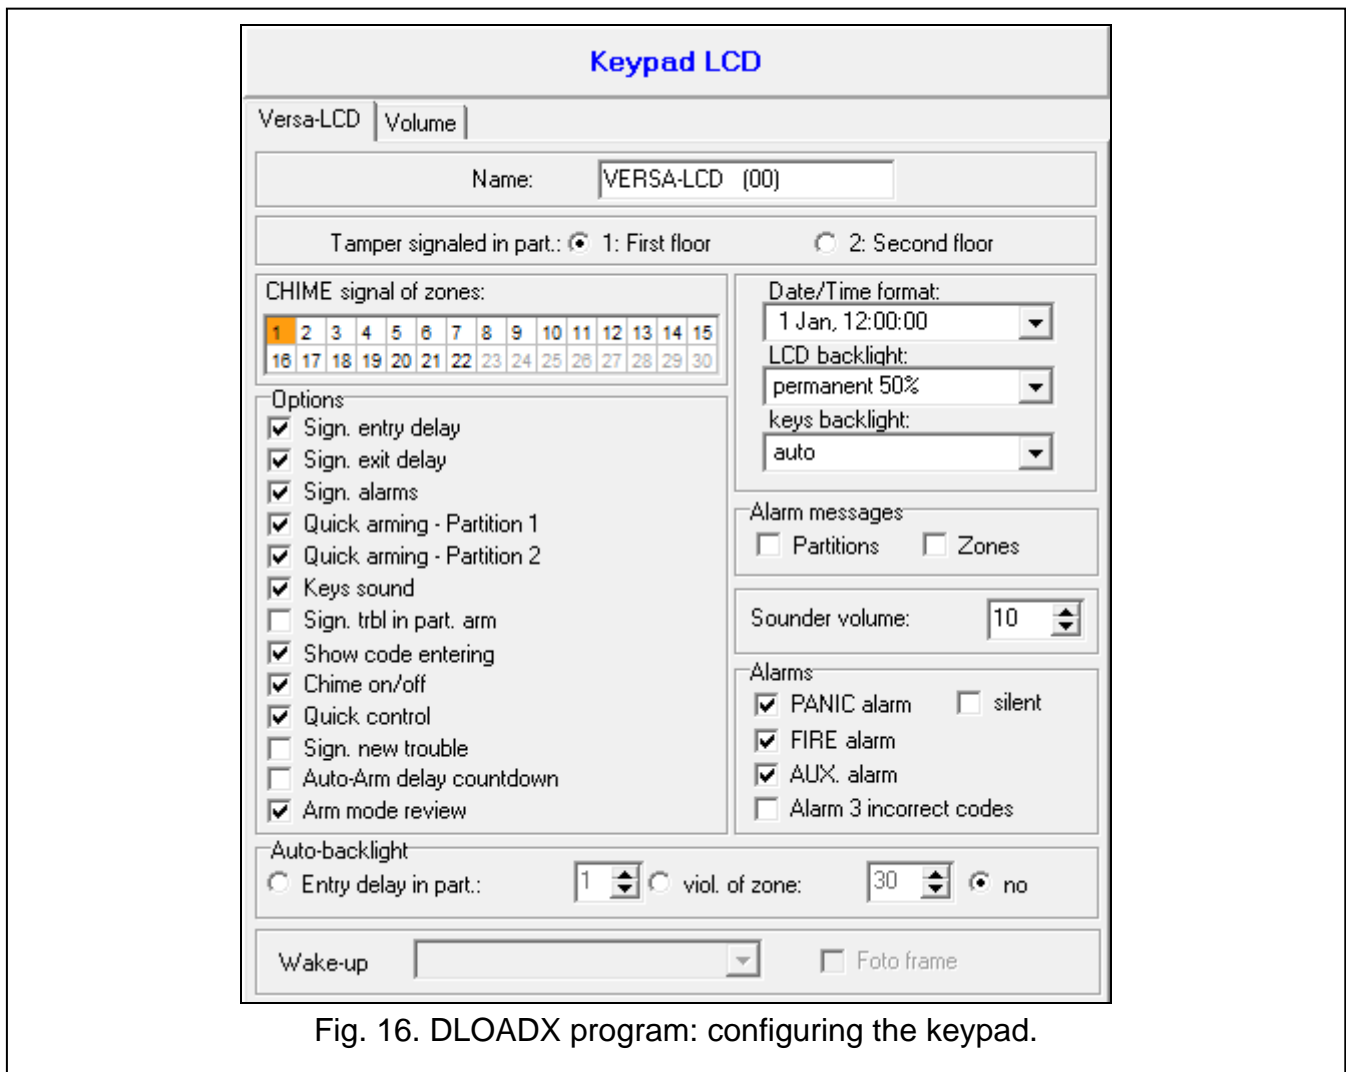 Keypad LCD
Versa-LCD Volume
Name: VERSA-LCD (00)
Tamper signaled in part.: 1: First floor 2: Second floor
CHIME signal of zones:
1 2 3 4 5 6 7 8 9 10 11 12 13 14 15
16 17 18 19 20 21 22 23 24 25 26 27 28 29 30
Options
Sign. entry delay
Sign. exit delay
Sign. alarms
Quick arming - Partition 1
Quick arming - Partition 2
Keys sound
Sign. trbl in part. arm
Show code entering
Chime on/off
Quick control
Sign. new trouble
Auto-Arm delay countdown
Arm mode review
Date/Time format:
1 Jan, 12:00:00
LCD backlight:
permanent 50%
keys backlight:
auto
Alarm messages
Partitions Zones
Sounder volume: 10
Alarms
PANIC alarm silent
FIRE alarm
AUX. alarm
Alarm 3 incorrect codes
Auto-backlight
Entry delay in part.: 1 viol. of zone: 30 no
Wake-up Foto frame
Fig. 16. DLOADX program: configuring the keypad.